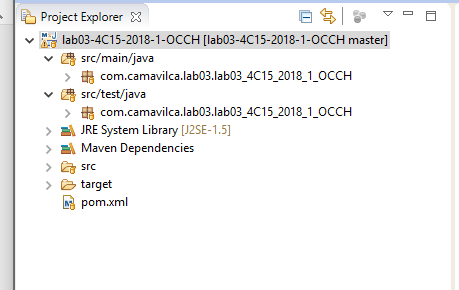 Project Explorer
lab03-4C15-2018-1-OCCH [lab03-4C15-2018-1-OCCH master]
src/main/java
com.camavilca.lab03.lab03_4C15_2018_1_OCCH
src/test/java
com.camavilca.lab03.lab03_4C15_2018_1_OCCH
JRE System Library [J2SE-1.5]
Maven Dependencies
src
target
pom.xml